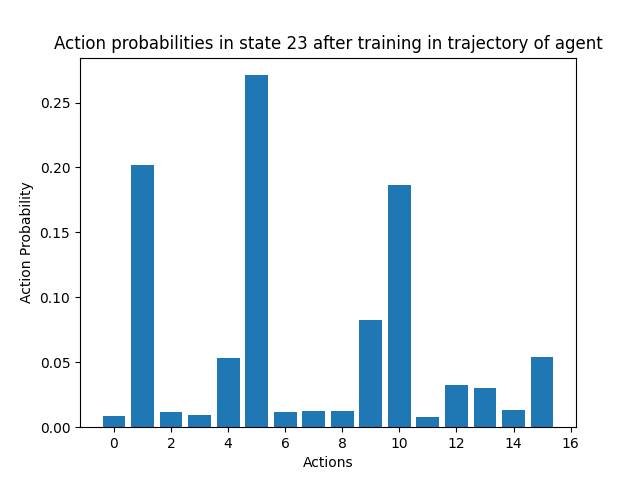 Action probabilities in state 23 after training in trajectory of agent
0.25
0.20
0.15
0.10
0.05
0.00
Action Probability
0 2 4 6 8 10 12 14 16
Actions